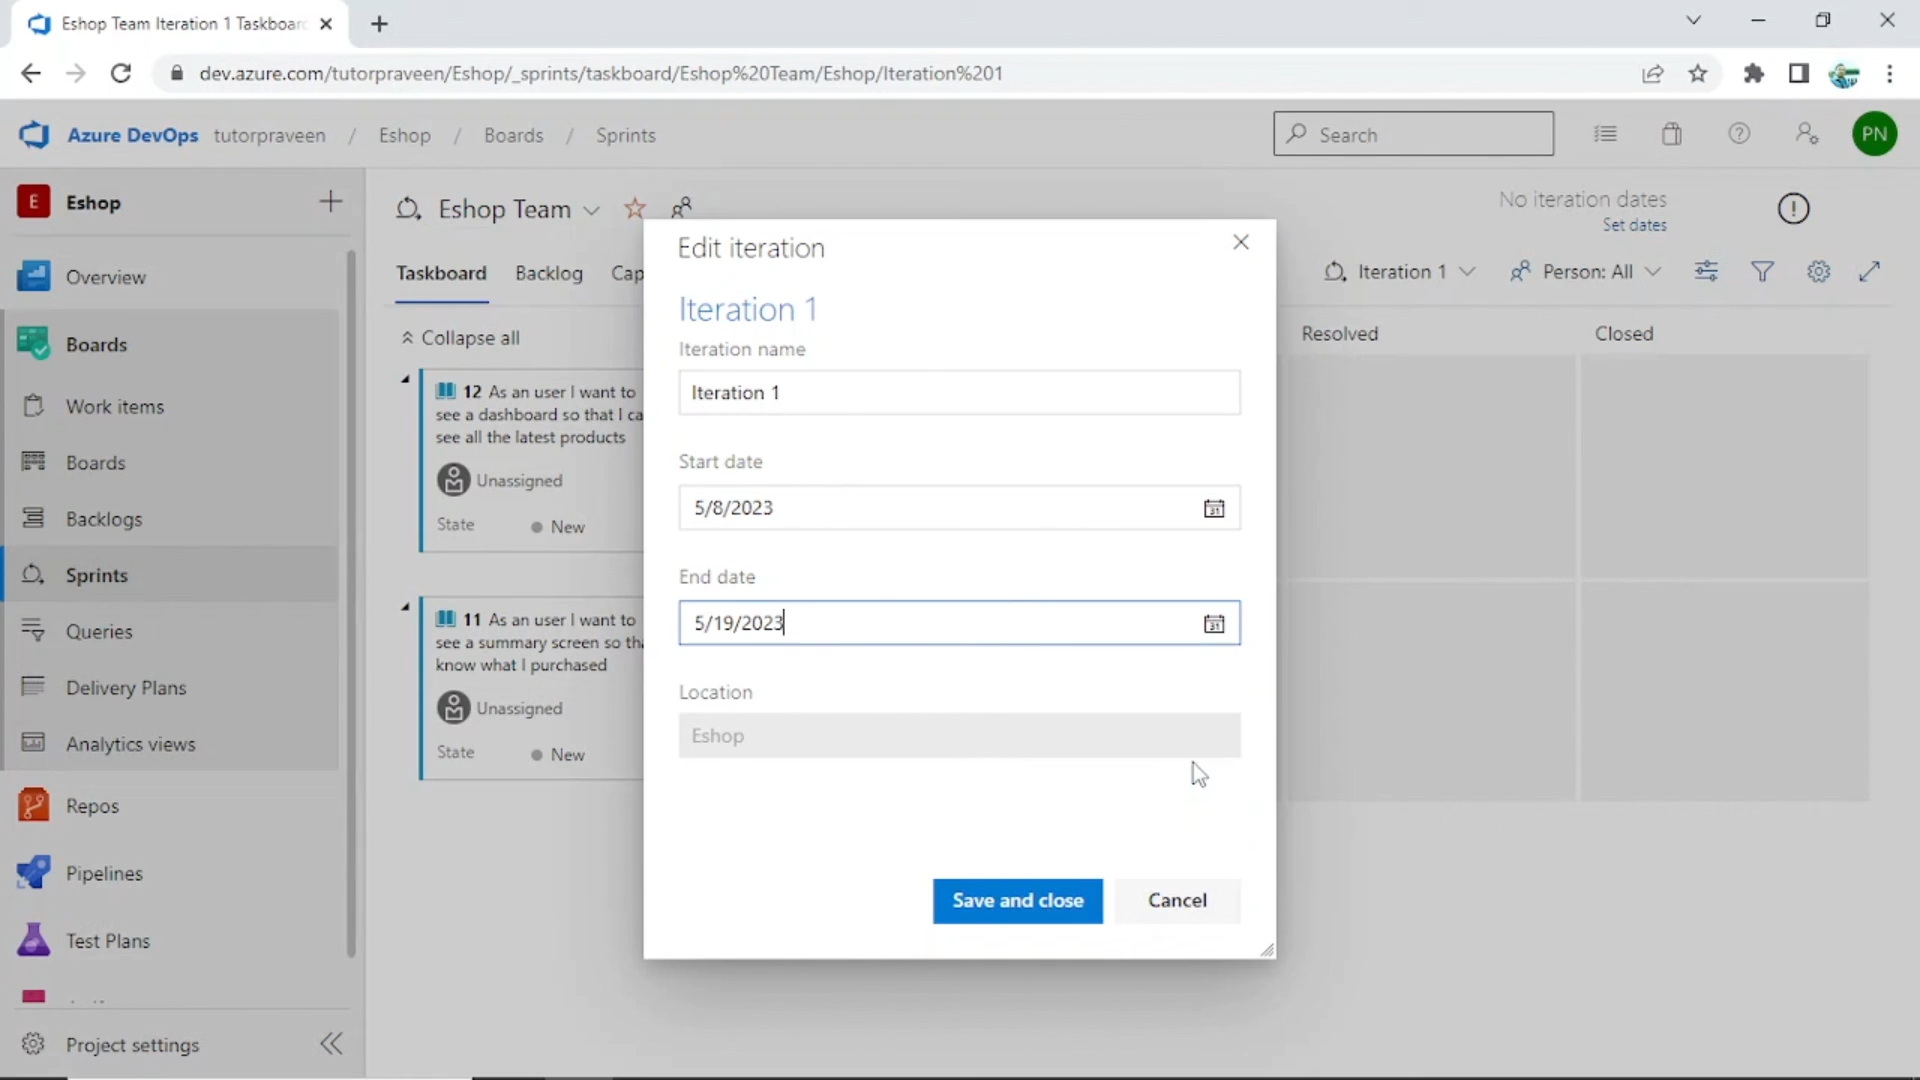 Eshop Team Iteration 1 Taskboar
dev.azure.com/tutorpraveen/Eshop/_sprints/taskboard/Eshop%20Team/Eshop/Iteration%201
Azure DevOps tutorpraveen / Eshop / Boards / Sprints
Search
PN
E Eshop
Overview
Boards
Work items
Boards
Backlogs
Sprints
Queries
Delivery Plans
Analytics views
Repos
Pipelines
Test Plans
Project settings
Eshop Team
No iteration dates
Set dates
Taskboard Backlog Cap
Iteration 1 Person: All
Collapse all
Resolved Closed
12 As an user I want to
see a dashboard so that I ca
see all the latest products
Unassigned
State New
11 As an user I want to
see a summary screen so tha
know what I purchased
Unassigned
State New
Edit iteration
Iteration 1
Iteration name
Iteration 1
Start date
5/8/2023
31
End date
5/19/2023
31
Location
Eshop
Save and close Cancel